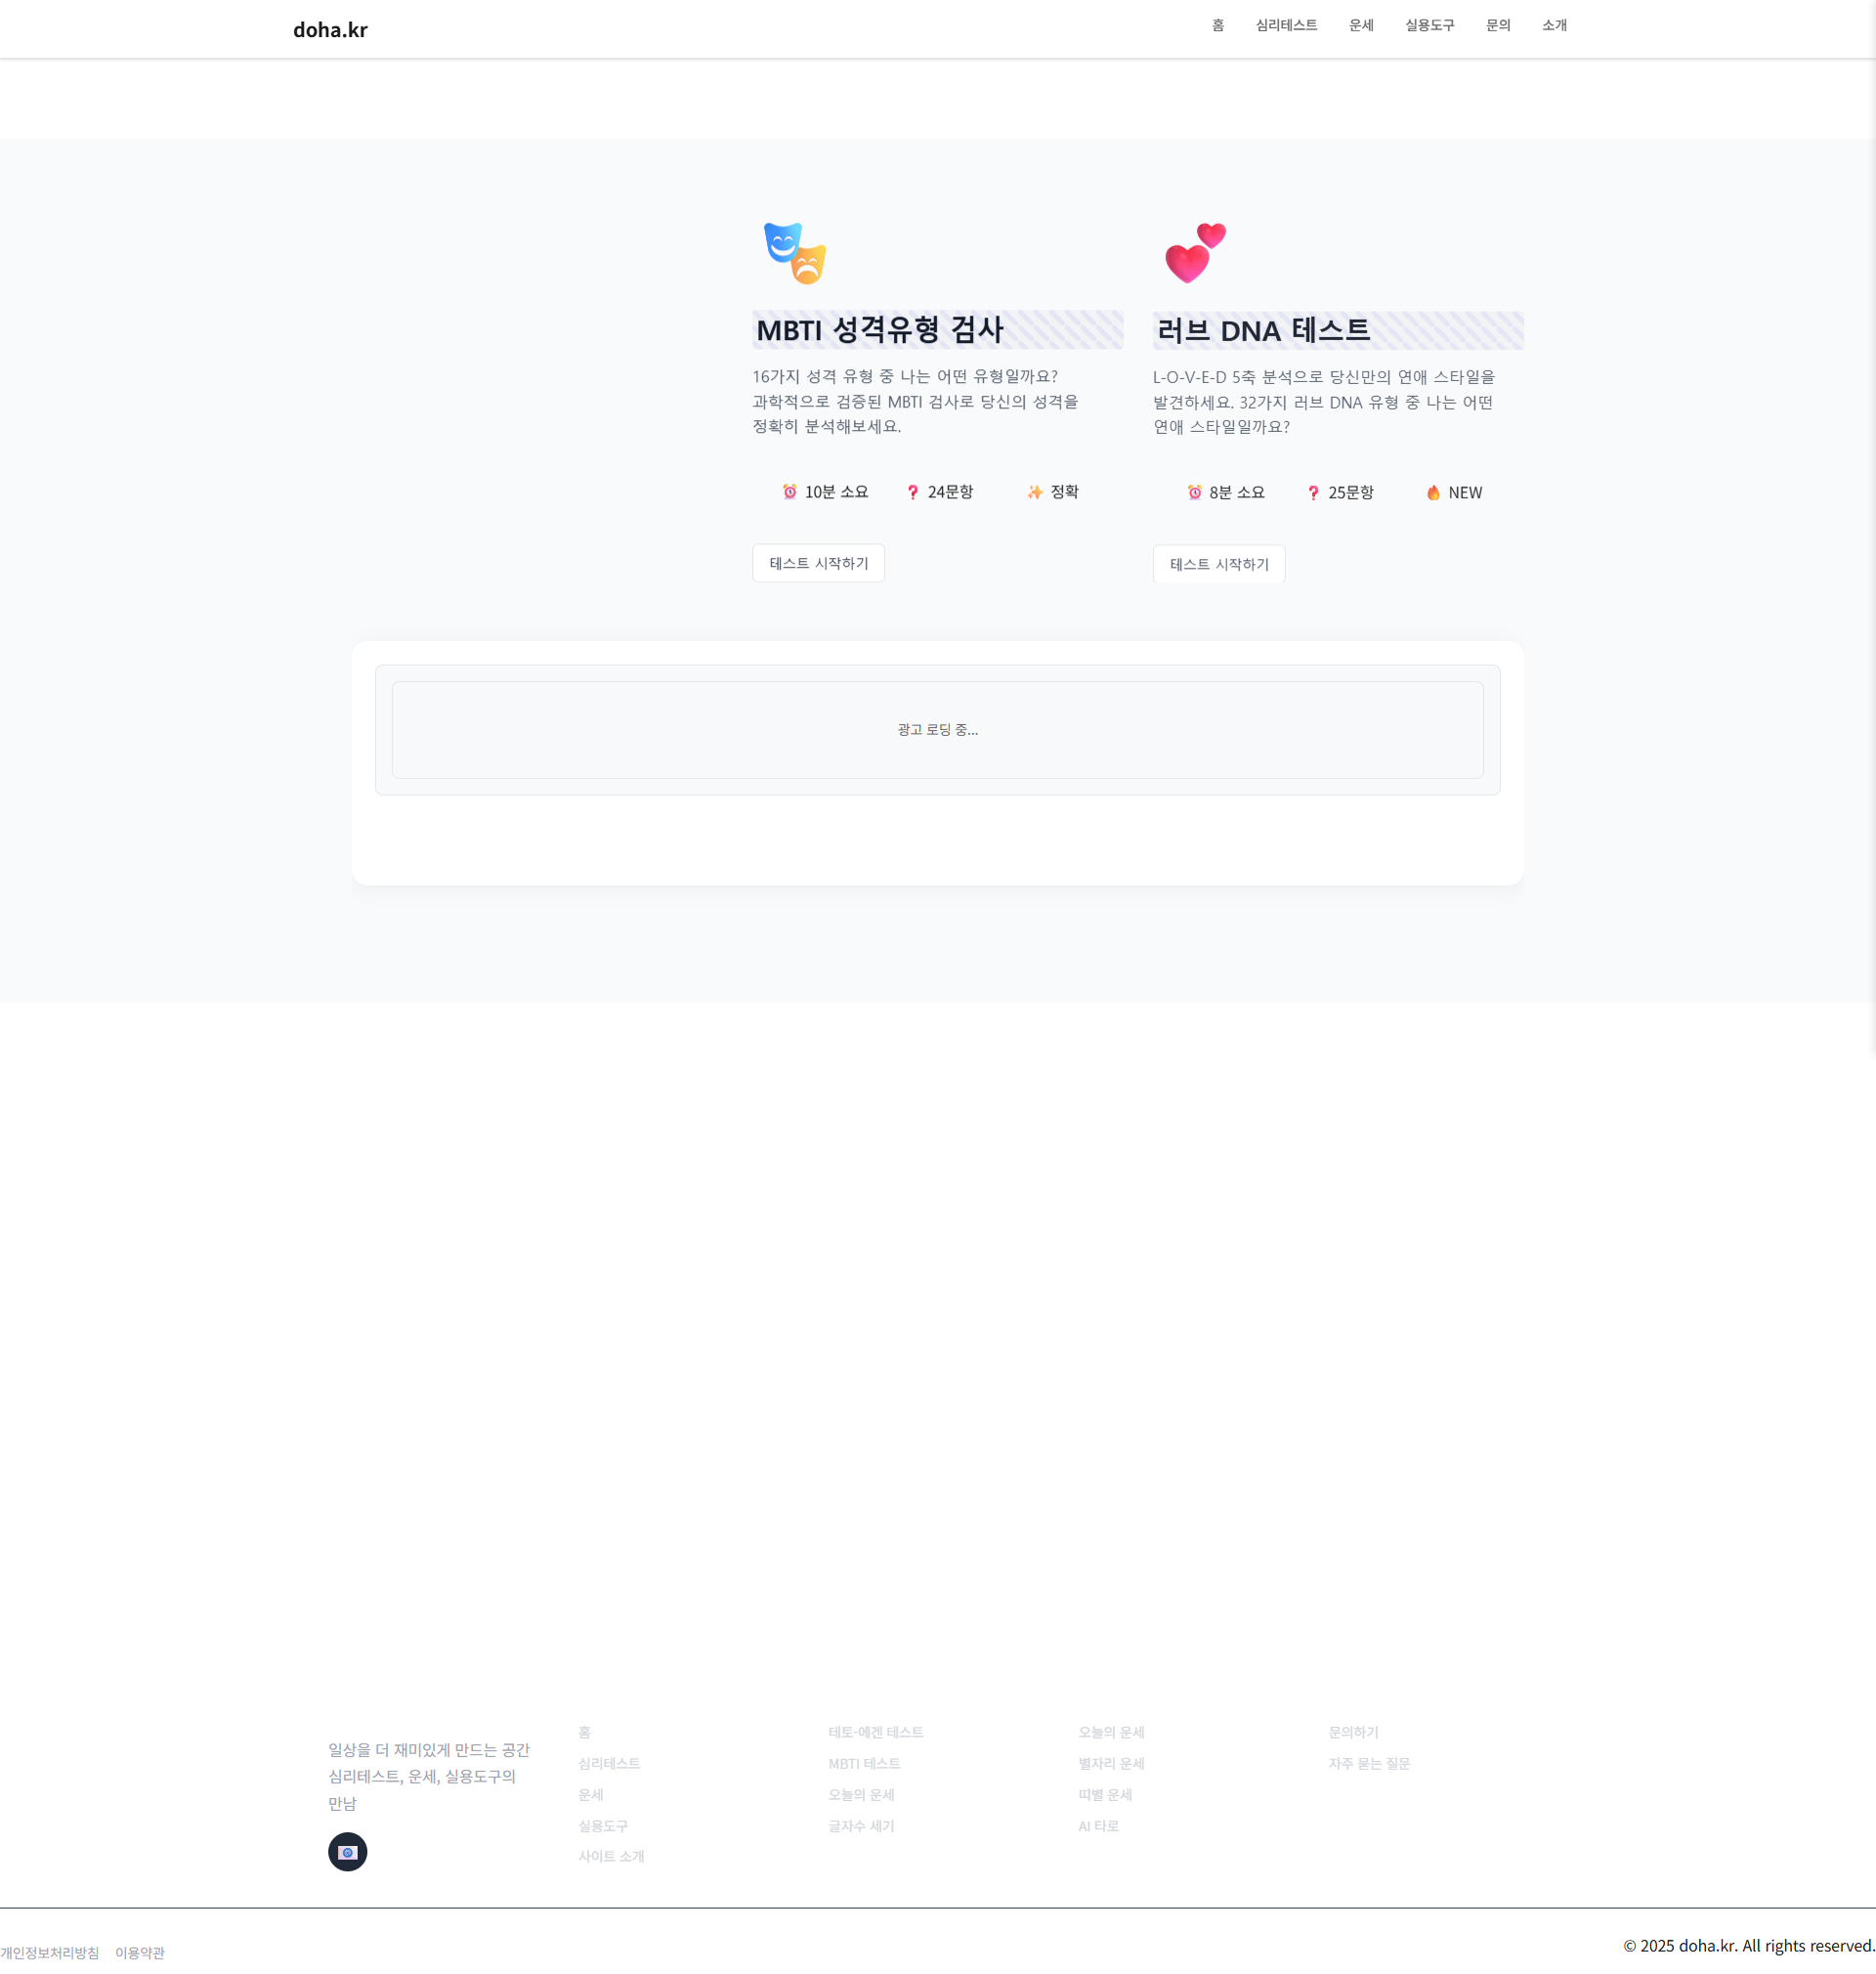 doha.kr
홈 심리테스트 운세 실용도구 문의 소개
MBTI 성격유형 검사
16가지 성격 유형 중 나는 어떤 유형일까요?
과학적으로 검증된 MBTI 검사로 당신의 성격을
정확히 분석해보세요.
⏰ 10분 소요 ❓ 24문항 ✨ 정확
테스트 시작하기
러브 DNA 테스트
L-O-V-E-D 5축 분석으로 당신만의 연애 스타일을
발견하세요. 32가지 러브 DNA 유형 중 나는 어떤
연애 스타일일까요?
⏰ 8분 소요 ❓ 25문항 🔥 NEW
테스트 시작하기
광고 로딩 중...
일상을 더 재미있게 만드는 공간
심리테스트, 운세, 실용도구의
만남
홈
심리테스트
운세
실용도구
사이트 소개
테토-에겐 테스트
MBTI 테스트
오늘의 운세
글자수 세기
오늘의 운세
별자리 운세
띠별 운세
AI 타로
문의하기
자주 묻는 질문
개인정보처리방침 이용약관
© 2025 doha.kr. All rights reserved.